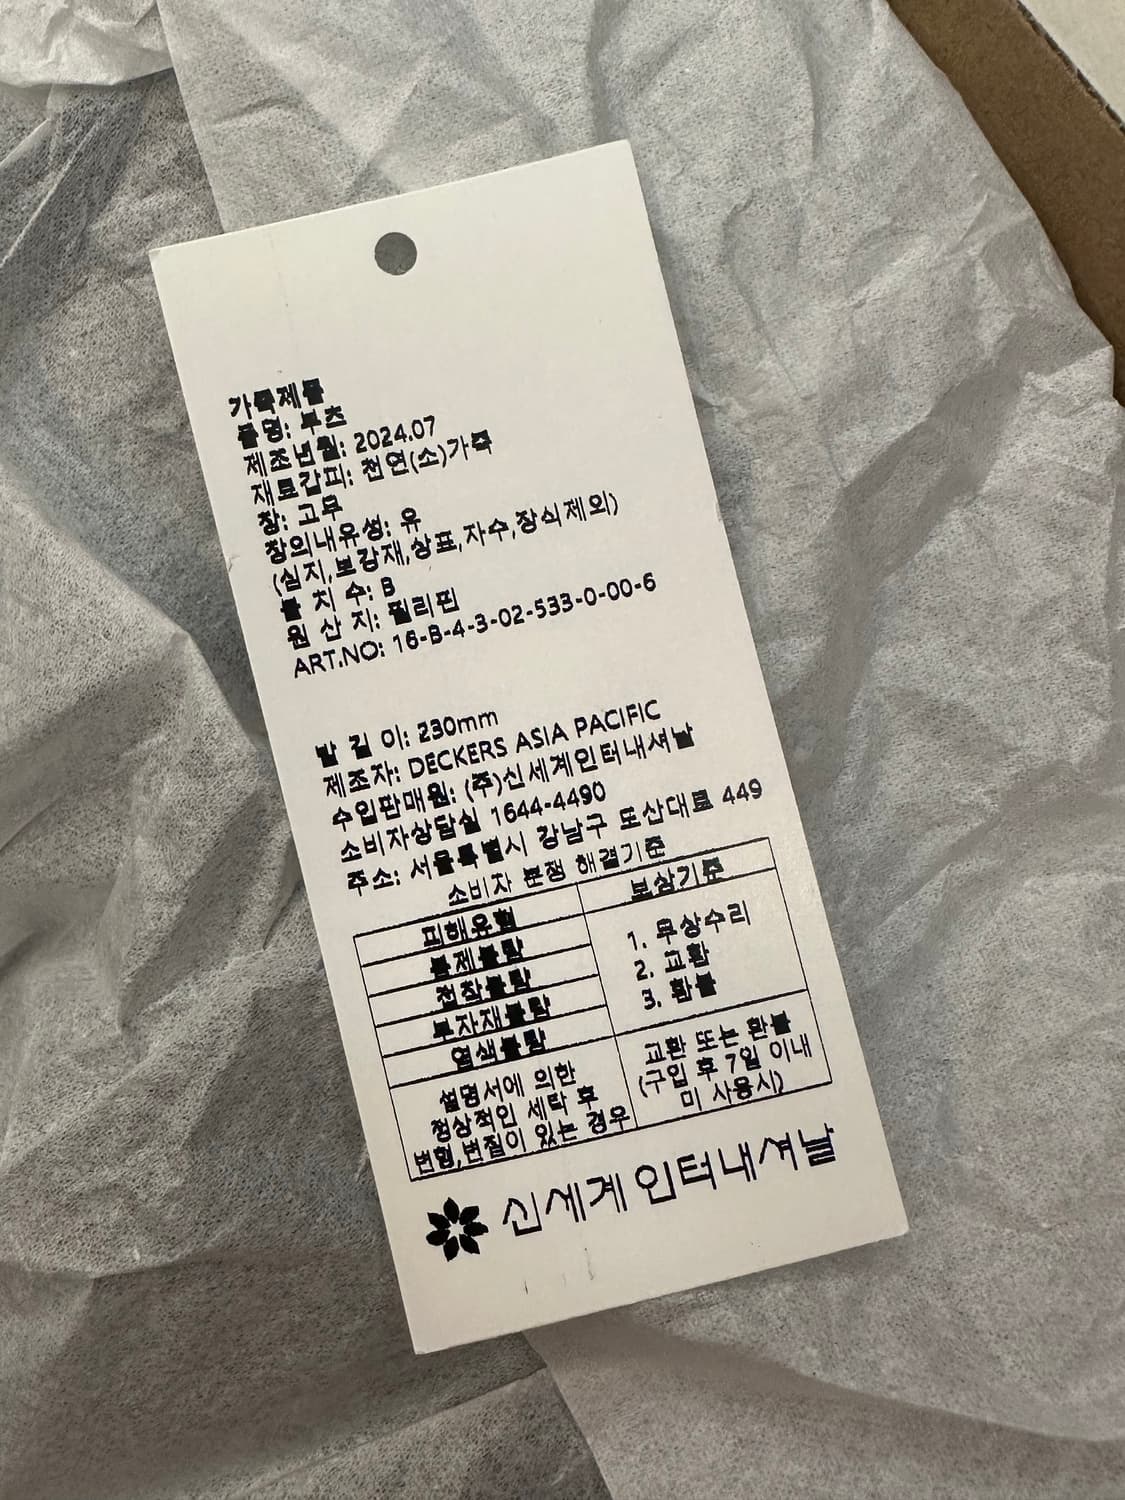 가죽제품
품명: 부츠
제조년월: 2024.07
재료갑피: 천연(소)가죽
창: 고무
창의내유성: 유
(심지,보강재,상표,자수,장식제외)
볼 치 수: B
원 산 지: 필리핀
ART.NO: 16-B-4-3-02-533-0-00-6
발 길 이: 230mm
제조자: DECKERS ASIA PACIFIC
수입판매원: (주)신세계인터내셔날
소비자상담실 1644-4490
주소: 서울특별시 강남구 도산대로 449
소비자 분쟁 해결기준
피해유형
보상기준
봉제불량
접착불량
부자재불량
염색불량
1. 무상수리
2. 교환
3. 환불
설명서에 의한
정상적인 세탁 후
변형,변질이 있는 경우
교환 또는 환불
(구입 후 7일 이내
미 사용시)
신세계인터내셔날